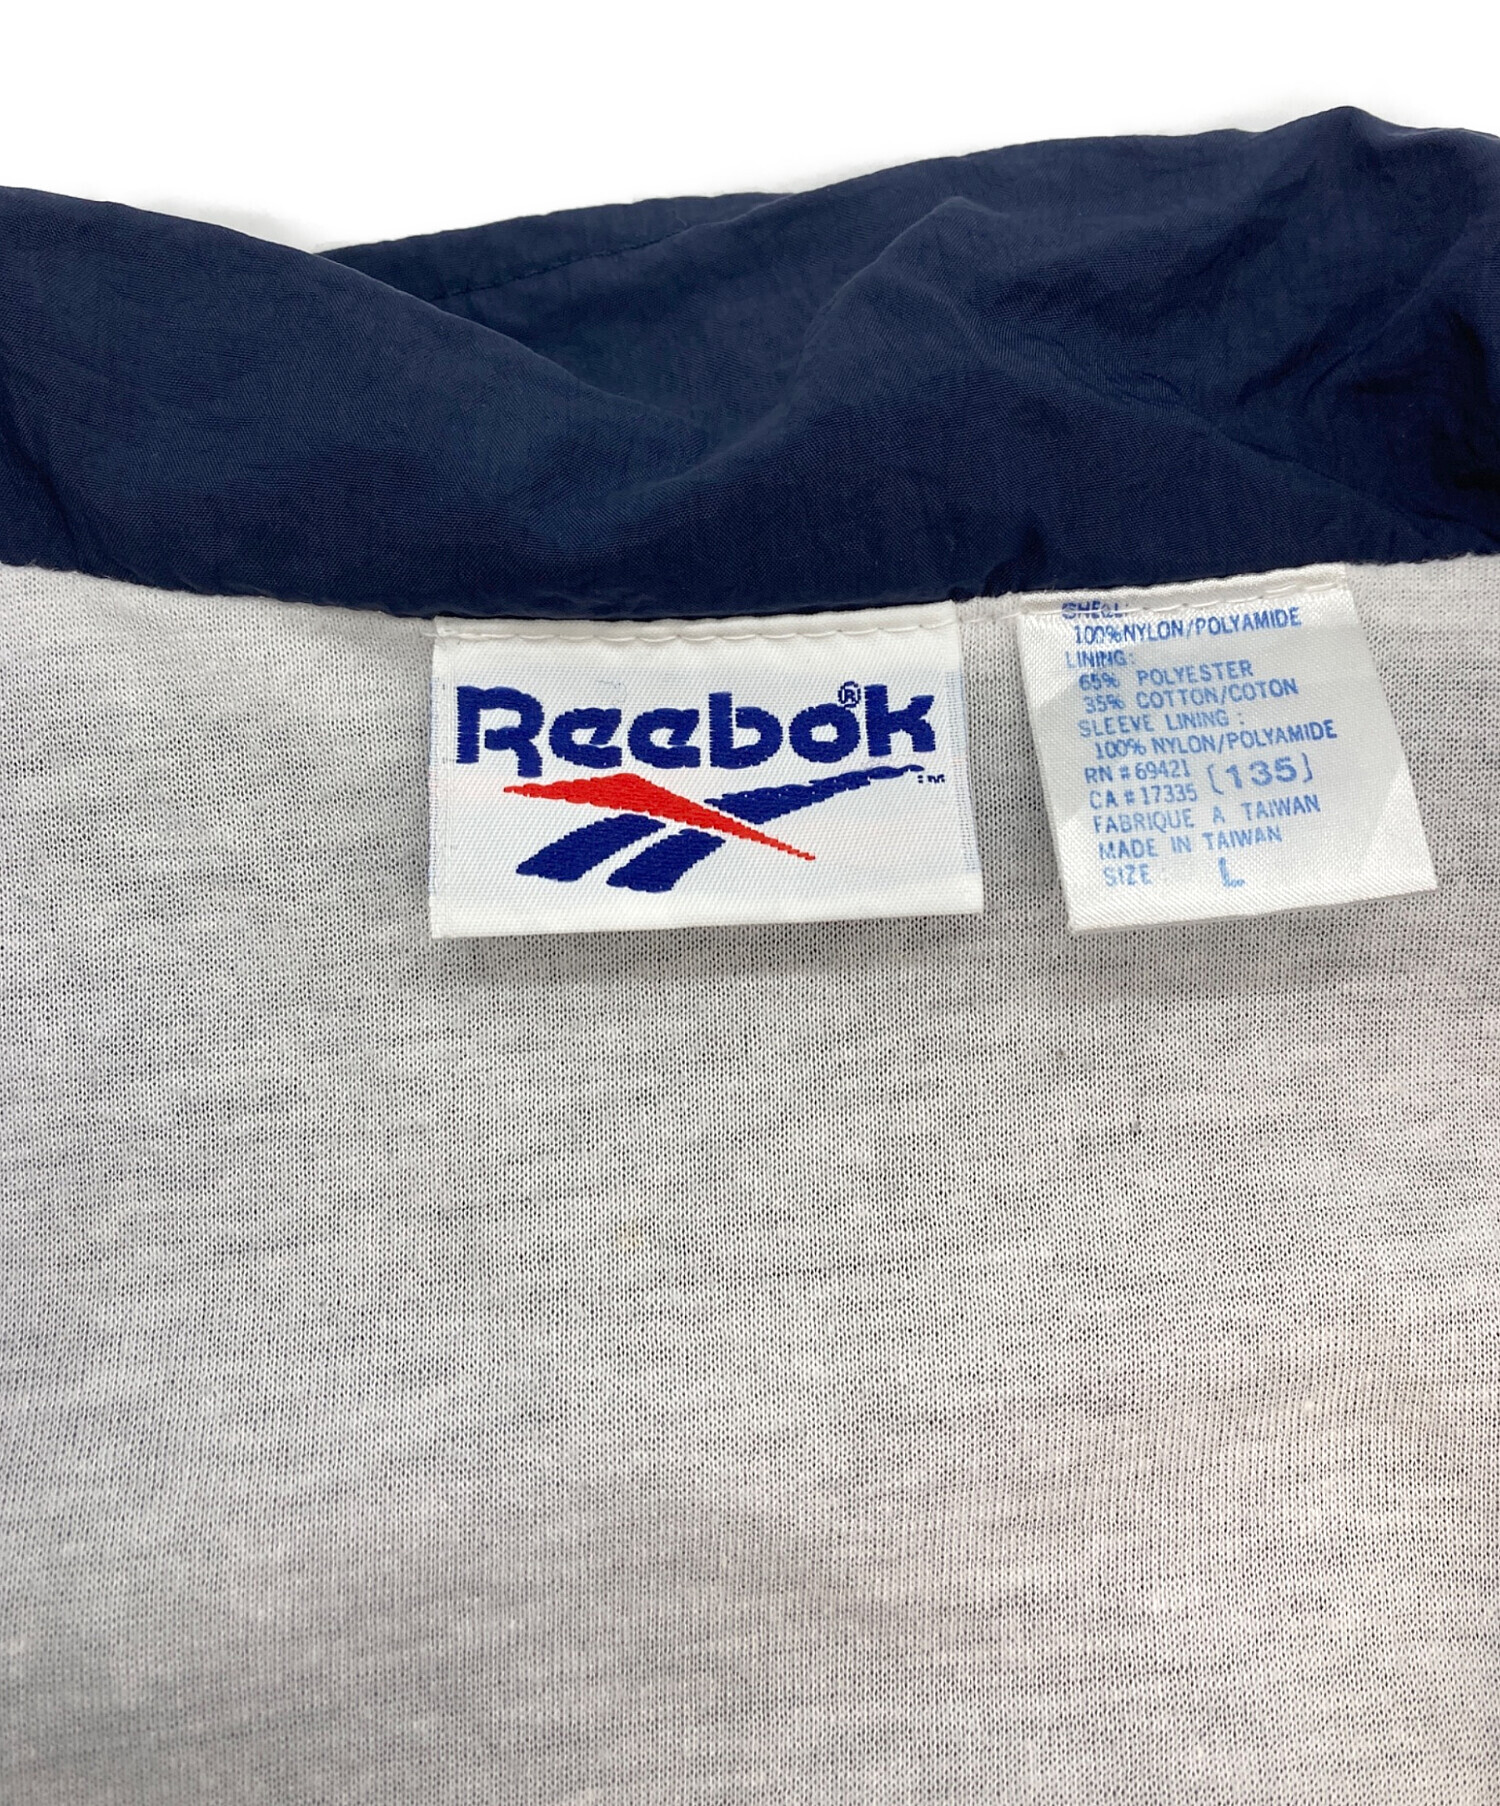 Reebok®
™
SHELL:
100% NYLON/POLYAMIDE
LINING:
65% POLYESTER
35% COTTON/COTON
SLEEVE LINING:
100% NYLON/POLYAMIDE
RN # 69421 [135]
CA # 17335
FABRIQUE A TAIWAN
MADE IN TAIWAN
SIZE: L